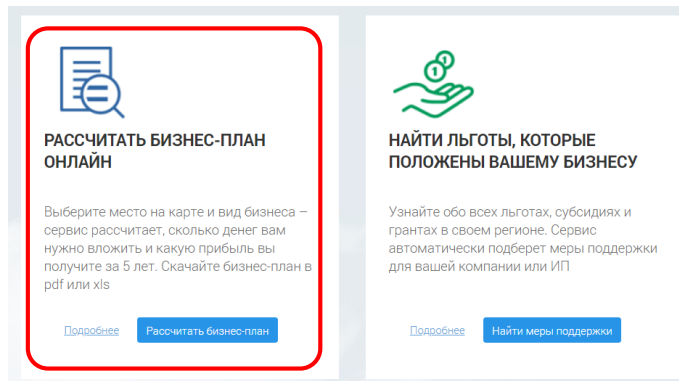 РАССЧИТАТЬ БИЗНЕС-ПЛАН
ОНЛАЙН
Выберите место на карте и вид бизнеса –
сервис рассчитает, сколько денег вам
нужно вложить и какую прибыль вы
получите за 5 лет. Скачайте бизнес-план в
pdf или xls
Подробнее
Рассчитать бизнес-план
1
1
НАЙТИ ЛЬГОТЫ, КОТОРЫЕ
ПОЛОЖЕНЫ ВАШЕМУ БИЗНЕСУ
Узнайте обо всех льготах, субсидиях и
грантах в своем регионе. Сервис
автоматически подберет меры поддержки
для вашей компании или ИП
Подробнее
Найти меры поддержки